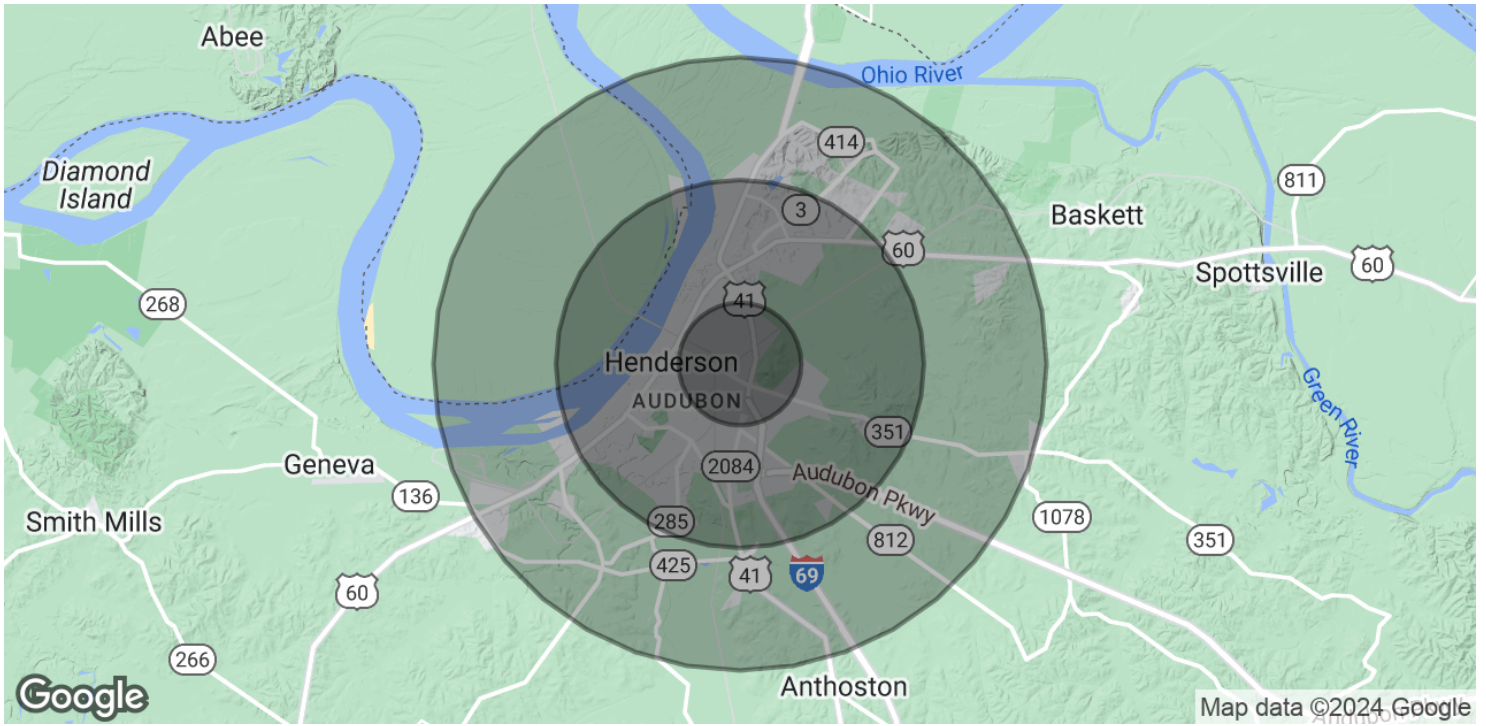 Abee
Ohio River
414
Diamond
Island
811
3
Baskett
60
Spottsville
60
268
41
Henderson
AUDUBON
Green River
351
Geneva
2084
136
Audubon Pkwy
Smith Mills
285
1078
812
351
425
41
69
60
266
Anthoston
Google
Map data ©2024 Google